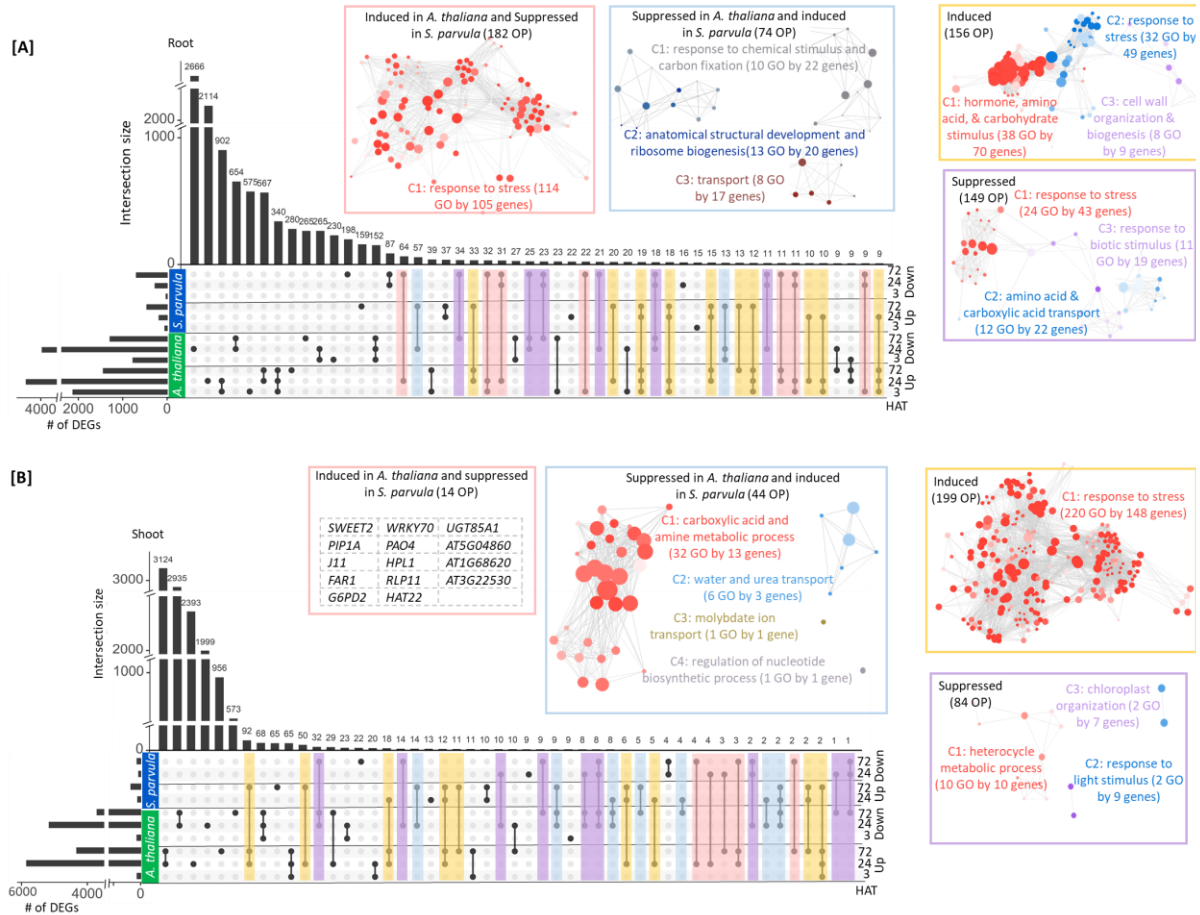 [A]
Root
Intersection size
2666
2114
902
654
575
567
340
280
265
265
230
198
159
152
87
64
57
39
37
34
33
32
31
27
25
23
23
22
22
21
20
20
19
18
18
16
15
15
13
13
12
11
11
11
10
10
9
9
9
9
2000
1000
0
Induced in A. thaliana and Suppressed
in S. parvula (182 OP)
C1: response to stress (114
GO by 105 genes)
Suppressed in A. thaliana and induced
in S. parvula (74 OP)
C1: response to chemical stimulus and
carbon fixation (10 GO by 22 genes)
C2: anatomical structural development and
ribosome biogenesis(13 GO by 20 genes)
C3: transport (8 GO
by 17 genes)
Induced
(156 OP)
C2: response to
stress (32 GO by
49 genes)
C1: hormone, amino
acid, & carbohydrate
stimulus (38 GO by
70 genes)
C3: cell wall
organization &
biogenesis (8 GO
by 9 genes)
Suppressed
(149 OP)
C1: response to stress
(24 GO by 43 genes)
C3: response to
biotic stimulus (11
GO by 19 genes)
C2: amino acid &
carboxylic acid transport
(12 GO by 22 genes)
S. parvula
A. thaliana
72
24
3
Down
72
24
3
Up
72
24
3
Down
72
24
3
Up
HAT
4000
2000
1000
0
# of DEGs
[B]
Shoot
Intersection size
3124
2935
2393
1999
956
573
92
68
65
65
50
32
29
23
22
20
18
14
14
13
12
11
11
10
10
10
9
9
9
9
8
8
8
6
6
5
5
4
4
4
4
3
3
2
2
2
2
2
1
1
3000
2000
1000
0
Induced in A. thaliana and suppressed
in S. parvula (14 OP)
SWEET2 WRKY70 UGT85A1
PIP1A PAO4 AT5G04860
J11 HPL1 AT1G68620
FAR1 RLP11 AT3G22530
G6PD2 HAT22
Suppressed in A. thaliana and induced
in S. parvula (44 OP)
C1: carboxylic acid and
amine metabolic process
(32 GO by 13 genes)
C2: water and urea transport
(6 GO by 3 genes)
C3: molybdate ion
transport (1 GO by 1 gene)
C4: regulation of nucleotide
biosynthetic process (1 GO by 1 gene)
Induced
(199 OP)
C1: response to stress
(220 GO by 148 genes)
Suppressed
(84 OP)
C3: chloroplast
organization (2 GO
by 7 genes)
C1: heterocycle
metabolic process
(10 GO by 10 genes)
C2: response to
light stimulus (2 GO
by 9 genes)
S. parvula
A. thaliana
72
24
3
Down
72
24
3
Up
72
24
3
Down
72
24
3
Up
HAT
6000
4000
0
# of DEGs